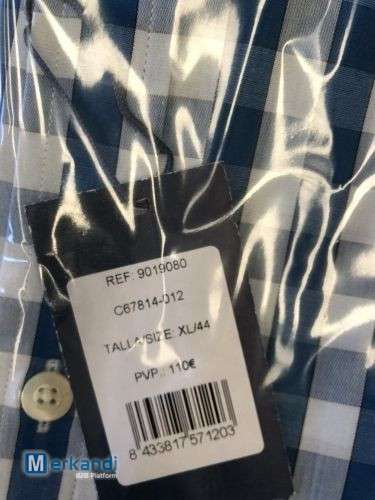 REF: 9019080
C67814-012
TALLA/SIZE: XL/44
PVP.: 110€
8 433817 571203
Merkandi
B2B Platform